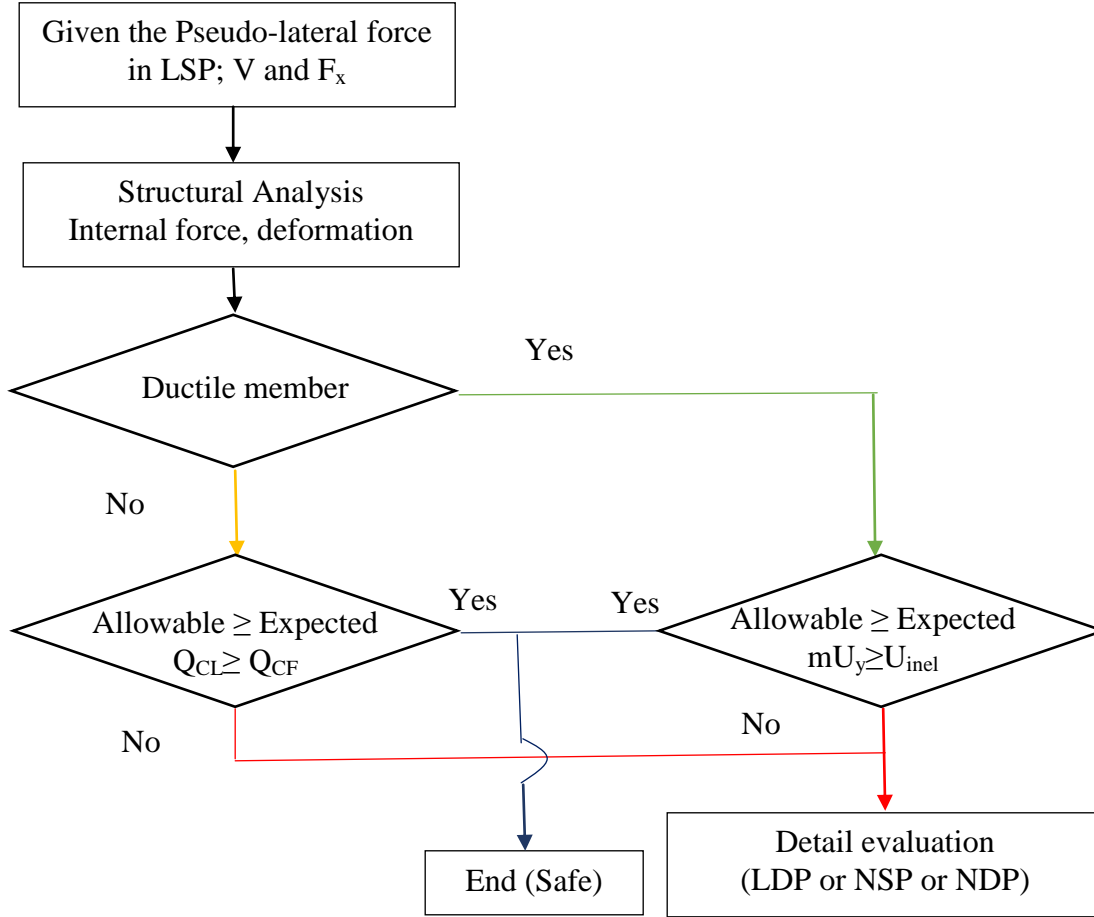 Given the Pseudo-lateral force
in LSP; V and Fx
Structural Analysis
Internal force, deformation
Ductile member
Yes
No
Allowable ≥ Expected
QCL≥ QCF
Yes
Yes
Allowable ≥ Expected
mUy≥Uinel
No
No
End (Safe)
Detail evaluation
(LDP or NSP or NDP)